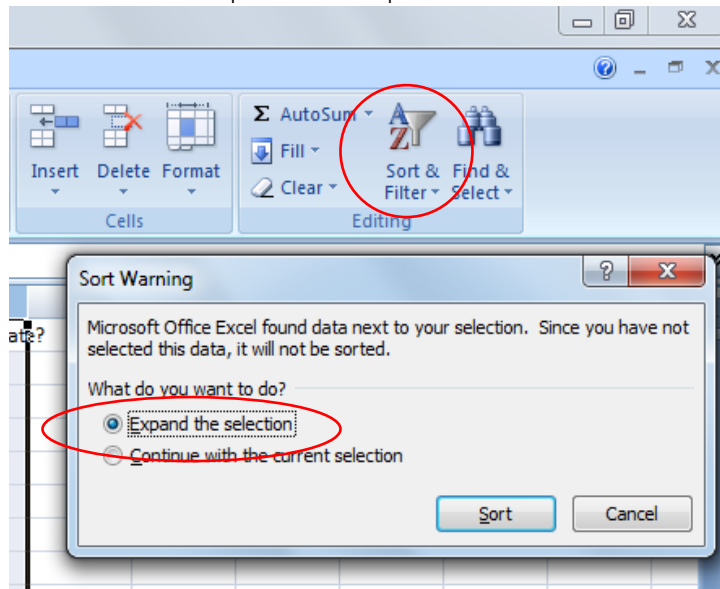 Σ AutoSum
Fill
Clear
Insert Delete Format
Sort & Filter
Find & Select
Cells
Editing
Sort Warning
ate?
Microsoft Office Excel found data next to your selection. Since you have not
selected this data, it will not be sorted.
What do you want to do?
Expand the selection
Continue with the current selection
Sort Cancel